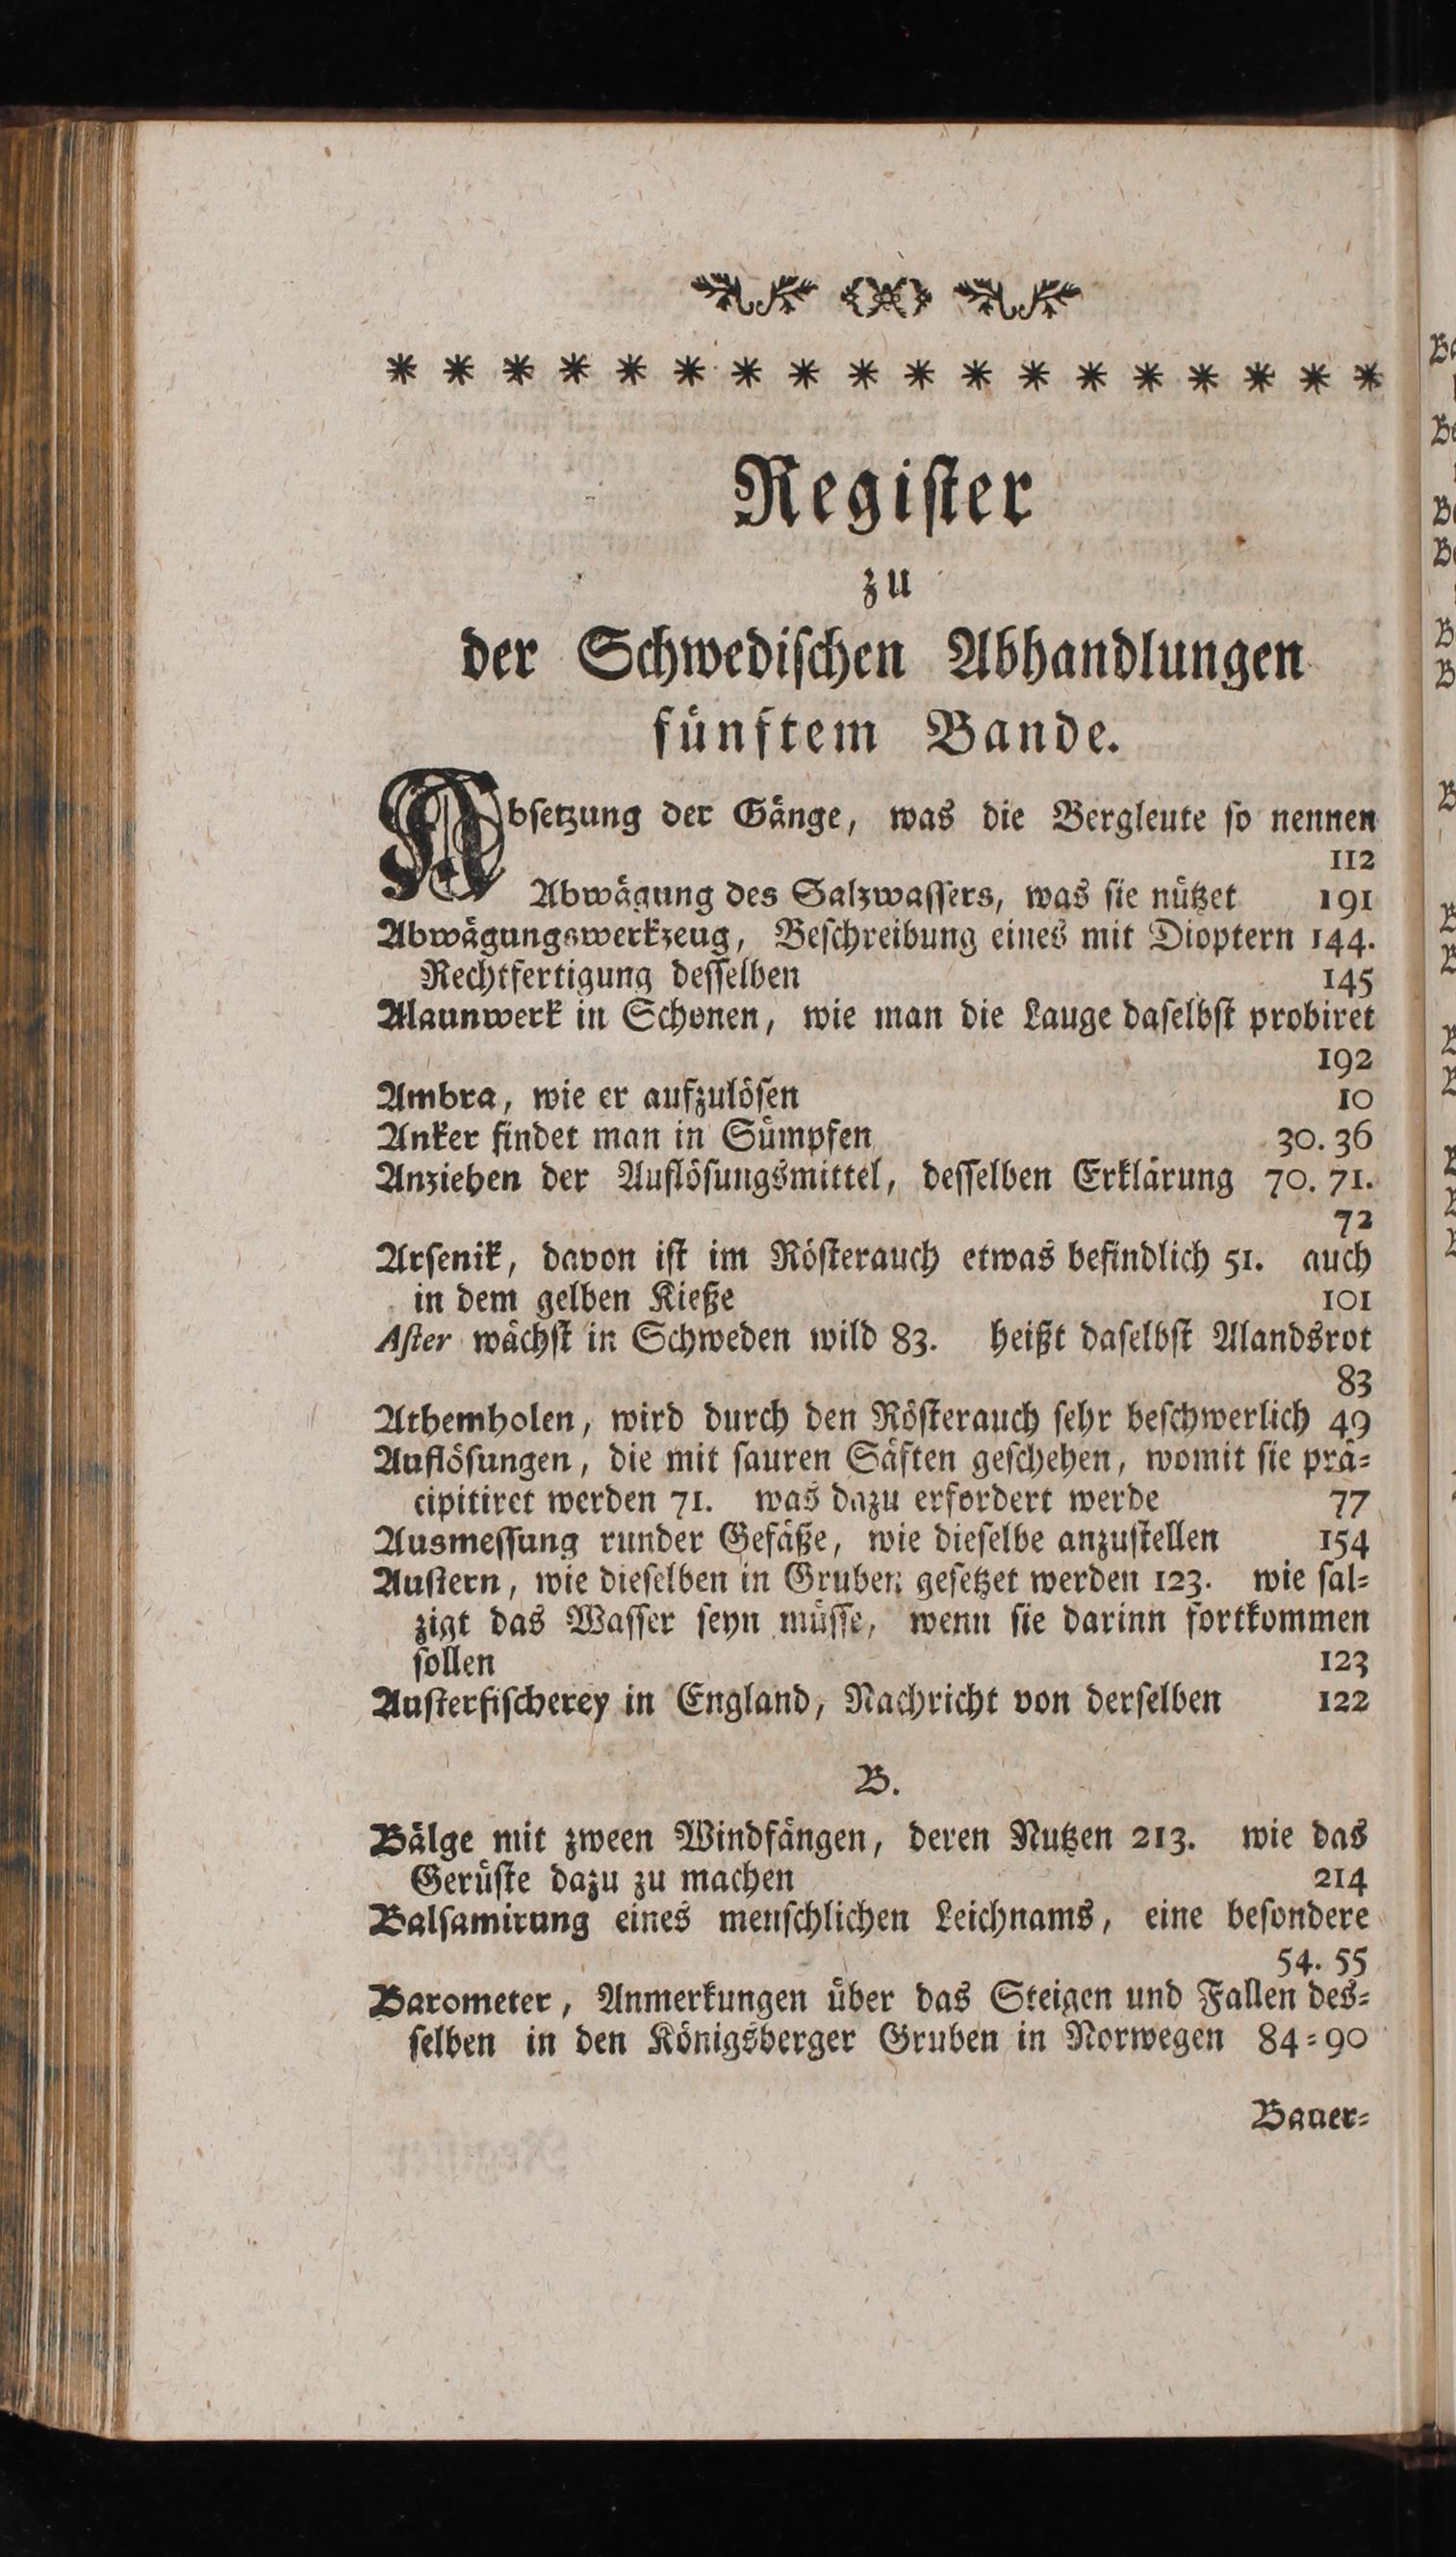 Regiſter
zu
der Schwediſchen Abhandlungen
fünftem Bande.
Abſetzung der Gänge, was die Bergleute ſo nennen
112
Abwägung des Salzwaſſers, was ſie nützet 191
Abwägungswerkzeug, Beſchreibung eines mit Dioptern 144.
Rechtfertigung deſſelben 145
Alaunwerk in Schonen, wie man die Lauge daſelbſt probiret
192
Ambra, wie er aufzulöſen 10
Anker findet man in Sümpfen 30. 36
Anziehen der Auflöſungsmittel, deſſelben Erklärung 70. 71.
72
Arſenik, davon iſt im Röſterauch etwas befindlich 51. auch
in dem gelben Kieße 101
Aſter wächſt in Schweden wild 83. heißt daſelbſt Alandsrot
83
Athemholen, wird durch den Röſterauch ſehr beſchwerlich 49
Auflöſungen, die mit ſauren Säften geſchehen, womit ſie prä-
cipitiret werden 71. was dazu erfordert werde 77
Ausmeſſung runder Gefäße, wie dieſelbe anzuſtellen 154
Auſtern, wie dieſelben in Gruben geſetzet werden 123. wie ſal-
zigt das Waſſer ſeyn müſſe, wenn ſie darinn fortkommen
ſollen 123
Auſterfiſcherey in England, Nachricht von derſelben 122
B.
Bälge mit zween Windfängen, deren Nutzen 213. wie das
Gerüſte dazu zu machen 214
Balſamirung eines menſchlichen Leichnams, eine beſondere
54. 55
Barometer, Anmerkungen über das Steigen und Fallen des-
ſelben in den Königsberger Gruben in Norwegen 84-90
Bauer-